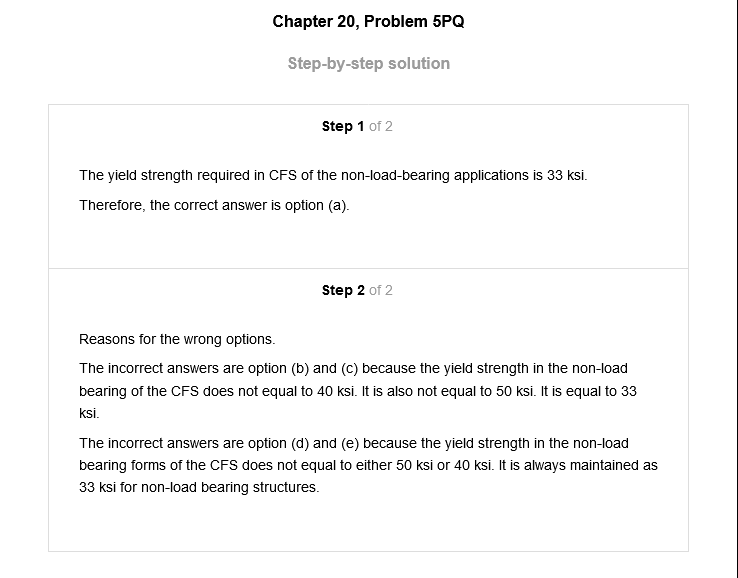 Chapter 20, Problem 5PQ
Step-by-step solution
Step 1 of 2
The yield strength required in CFS of the non-load-bearing applications is 33 ksi.
Therefore, the correct answer is option (a).
Step 2 of 2
Reasons for the wrong options.
The incorrect answers are option (b) and (c) because the yield strength in the non-load
bearing of the CFS does not equal to 40 ksi. It is also not equal to 50 ksi. It is equal to 33
ksi.
The incorrect answers are option (d) and (e) because the yield strength in the non-load
bearing forms of the CFS does not equal to either 50 ksi or 40 ksi. It is always maintained as
33 ksi for non-load bearing structures.